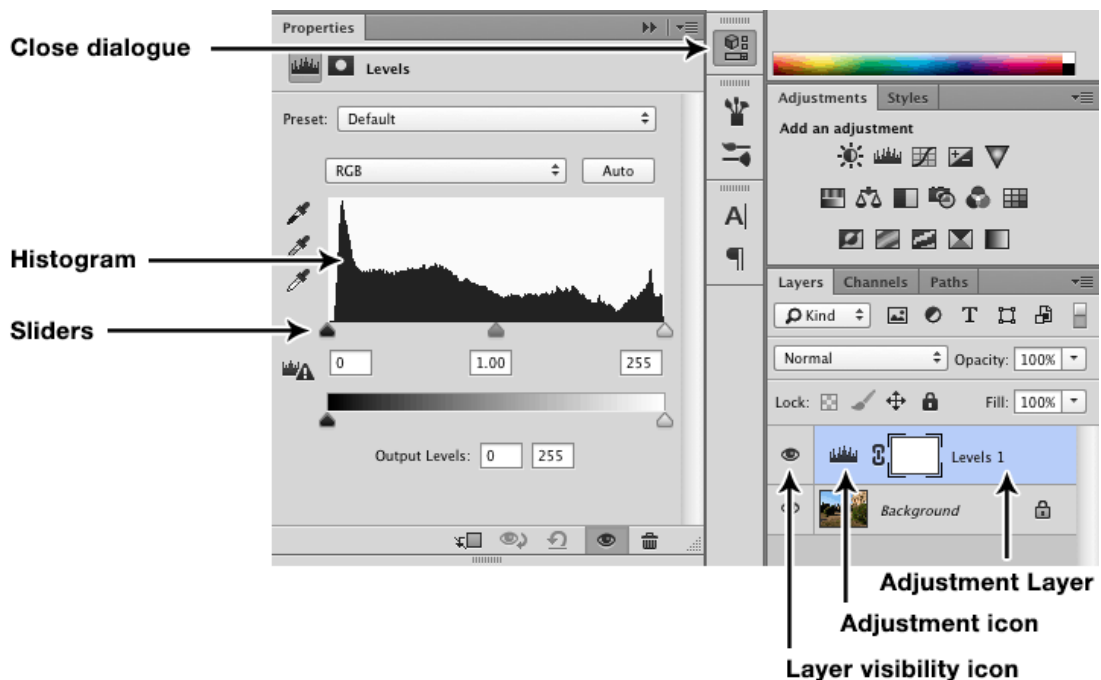 Close dialogue
Histogram
Sliders
Properties
Levels
Preset: Default
RGB
Auto
0
1.00
255
Output Levels: 0 255
A
¶
Adjustments Styles
Add an adjustment
Layers Channels Paths
Kind
T
Normal
Opacity: 100%
Lock:
Fill: 100%
Levels 1
Background
Adjustment Layer
Adjustment icon
Layer visibility icon